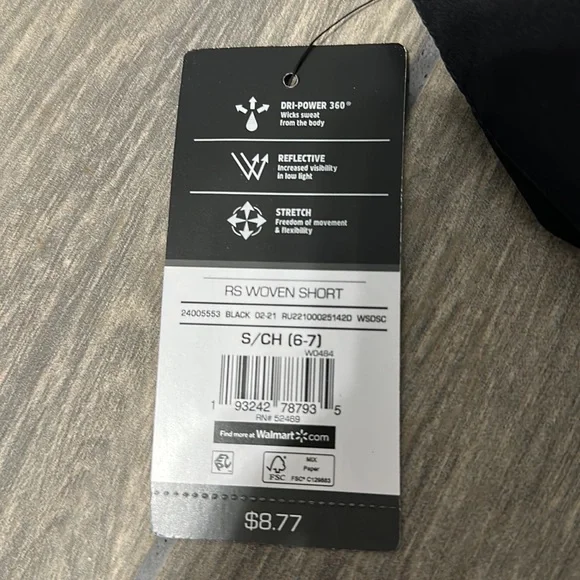 DRI-POWER 360®
Wicks sweat
from the body
REFLECTIVE
Increased visibility
in low light
STRETCH
Freedom of movement
& flexibility
RS WOVEN SHORT
24005553 BLACK 02-21 RU22100025142D WSDSC
S/CH (6-7)
W0484
1 93242 78793 5
RN# 52469
Find more at Walmart.com
FSC
MIX
Paper
FSC® C129883
$8.77